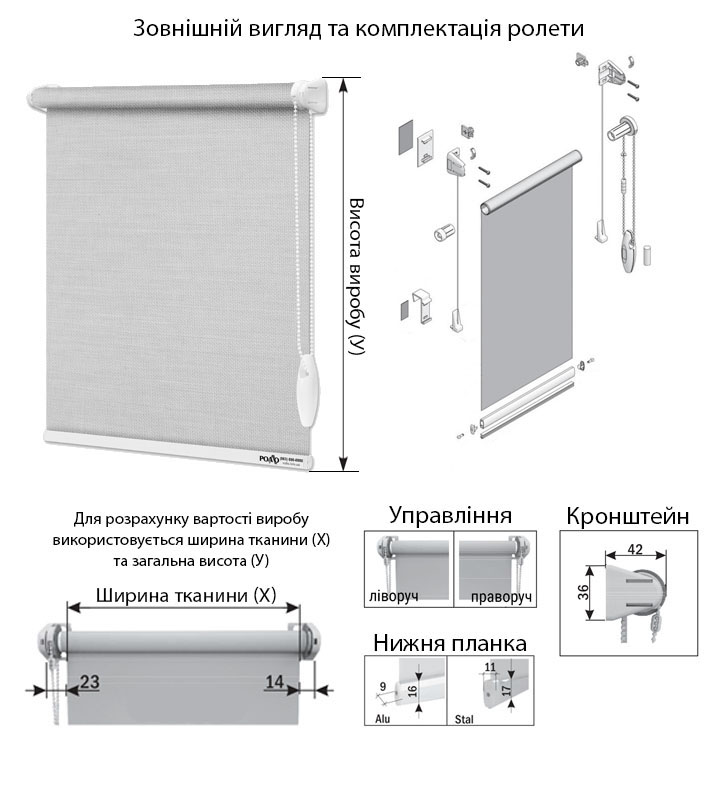 Зовнішній вигляд та комплектація ролети
Висота виробу (У)
Для розрахунку вартості виробу
використовується ширина тканини (Х)
та загальна висота (У)
Ширина тканини (Х)
23
14
Управління
ліворуч
праворуч
Нижня планка
9
16
Alu
11
17
Stal
Кронштейн
42
36